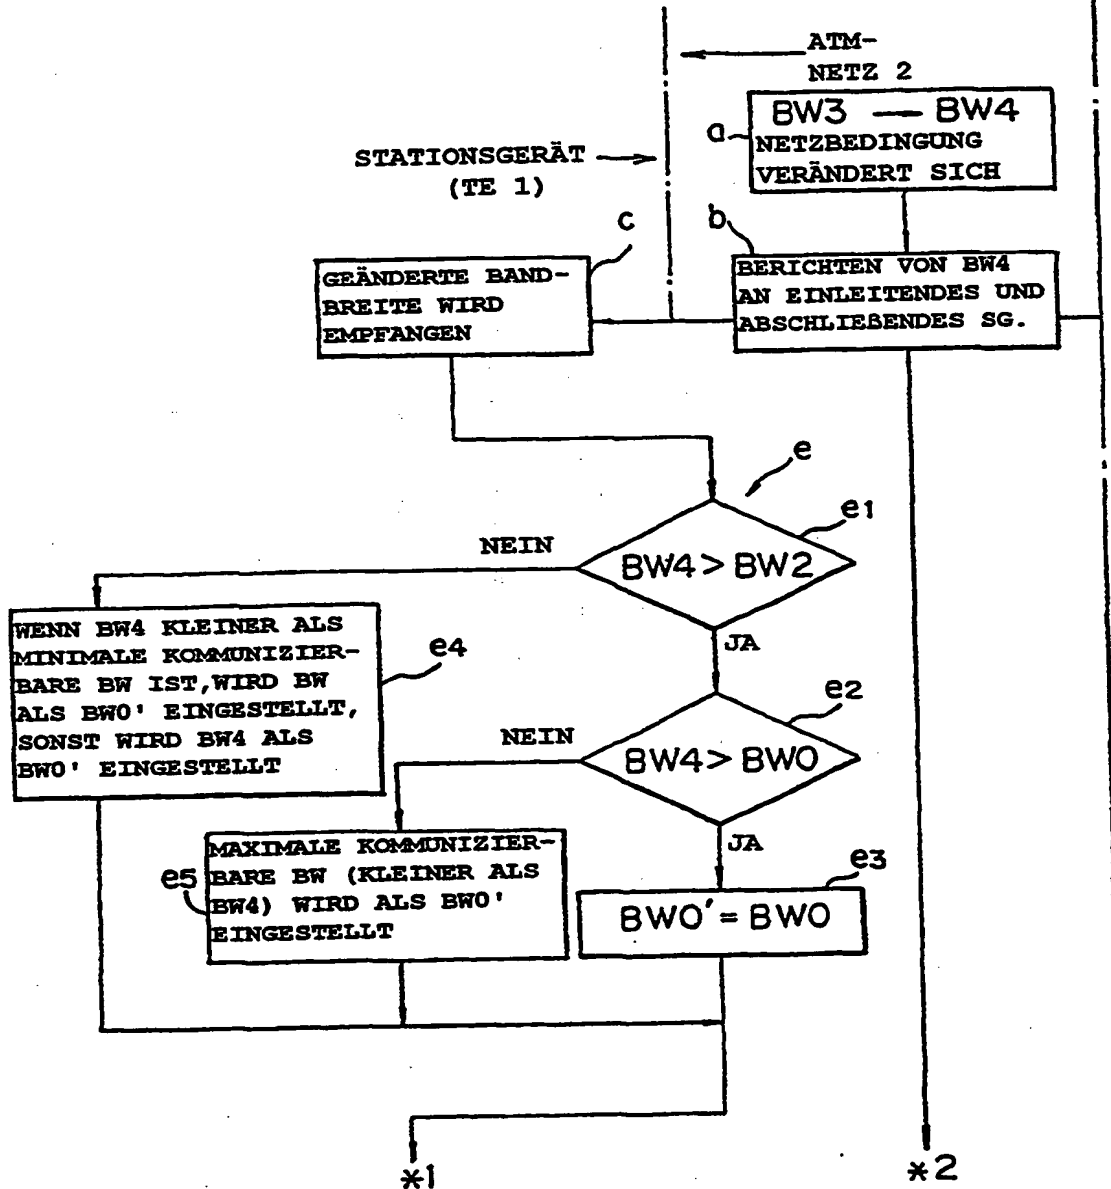 ATM-
NETZ 2
BW3 → BW4
a
NETZBEDINGUNG
VERÄNDERT SICH
STATIONSGERÄT
(TE 1)
c
b
GEÄNDERTE BAND-
BREITE WIRD
EMPFANGEN
BERICHTEN VON BW4
AN EINLEITENDES UND
ABSCHLIEßENDES SG.
e
e1
NEIN
BW4 > BW2
JA
WENN BW4 KLEINER ALS
MINIMALE KOMMUNIZIER-
BARE BW IST, WIRD BW
ALS BW0' EINGESTELLT,
SONST WIRD BW4 ALS
BW0' EINGESTELLT
e4
e2
NEIN
BW4 > BW0
JA
MAXIMALE KOMMUNIZIER-
BARE BW (KLEINER ALS
BW4) WIRD ALS BW0'
EINGESTELLT
e5
e3
BW0' = BW0
*1
*2